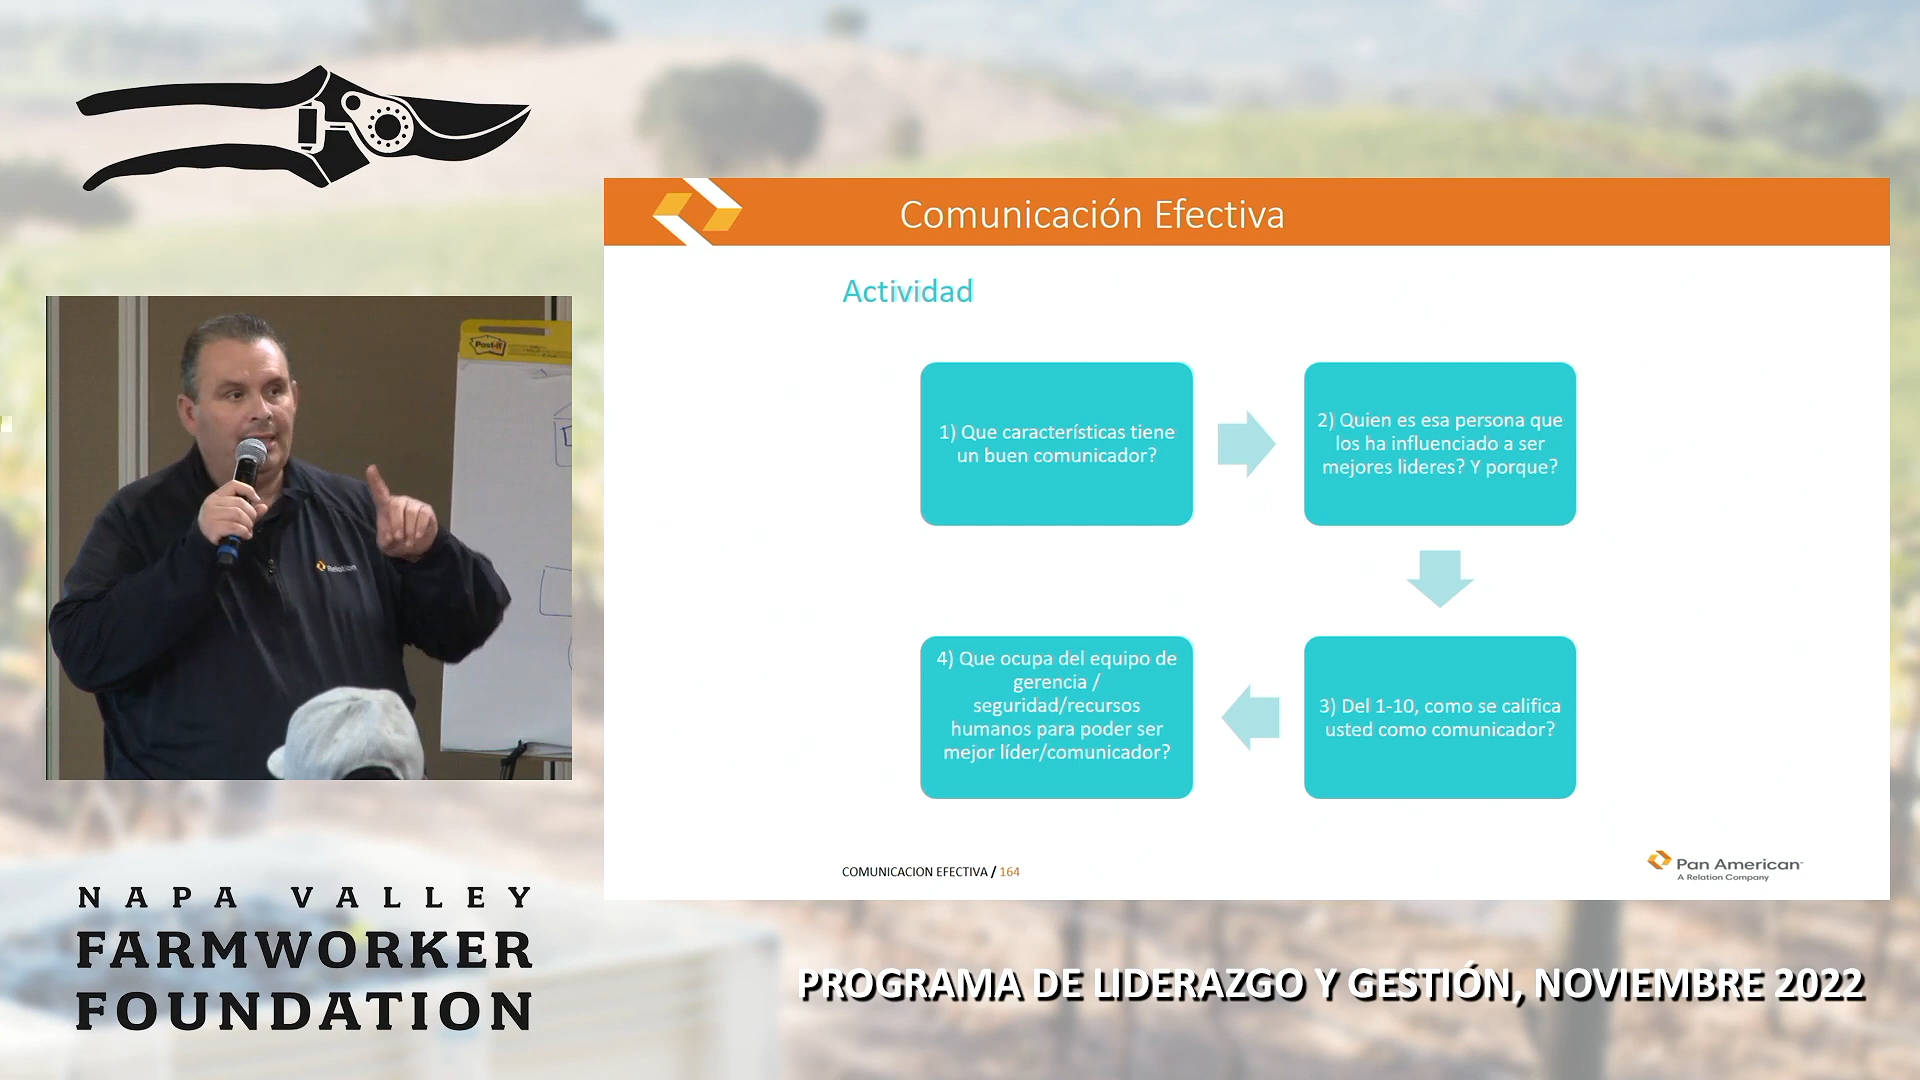 Comunicación Efectiva
Actividad
1) Que características tiene
un buen comunicador?
2) Quien es esa persona que
los ha influenciado a ser
mejores lideres? Y porque?
3) Del 1-10, como se califica
usted como comunicador?
4) Que ocupa del equipo de
gerencia /
seguridad/recursos
humanos para poder ser
mejor líder/comunicador?
COMUNICACION EFECTIVA / 164
Pan American
A Relation Company
Post-it
Relation
NAPA VALLEY
FARMWORKER
FOUNDATION
PROGRAMA DE LIDERAZGO Y GESTIÓN, NOVIEMBRE 2022